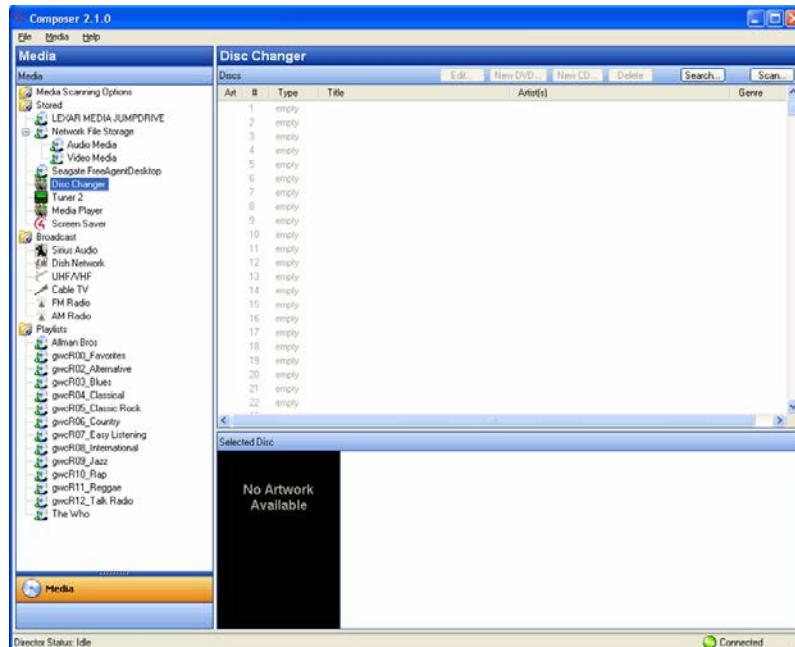 Composer 2.1.0
File Media Help
Media
Disc Changer
Media
Discs
Edit... New DVD... New CD... Delete Search... Scan...
Art # Type Title Artist(s) Genre
Media Scanning Options
Stored
LEXAR MEDIA JUMPDRIVE
Network File Storage
Audio Media
Video Media
Seagate FreeAgentDesktop
Disc Changer
Tuner 2
Media Player
Screen Saver
Broadcast
Sirius Audio
Dish Network
UHF/VHF
Cable TV
FM Radio
AM Radio
Playlists
Allman Bros
gwcR00_Favorites
gwcR02_Alternative
gwcR03_Blues
gwcR04_Classical
gwcR05_Classic Rock
gwcR06_Country
gwcR07_Easy Listening
gwcR08_International
gwcR09_Jazz
gwcR10_Rap
gwcR11_Reggae
gwcR12_Talk Radio
The Who
1 empty
2 empty
3 empty
4 empty
5 empty
6 empty
7 empty
8 empty
9 empty
10 empty
11 empty
12 empty
13 empty
14 empty
15 empty
16 empty
17 empty
18 empty
19 empty
20 empty
21 empty
22 empty
Selected Disc
No Artwork
Available
Media
Director Status: Idle
Connected